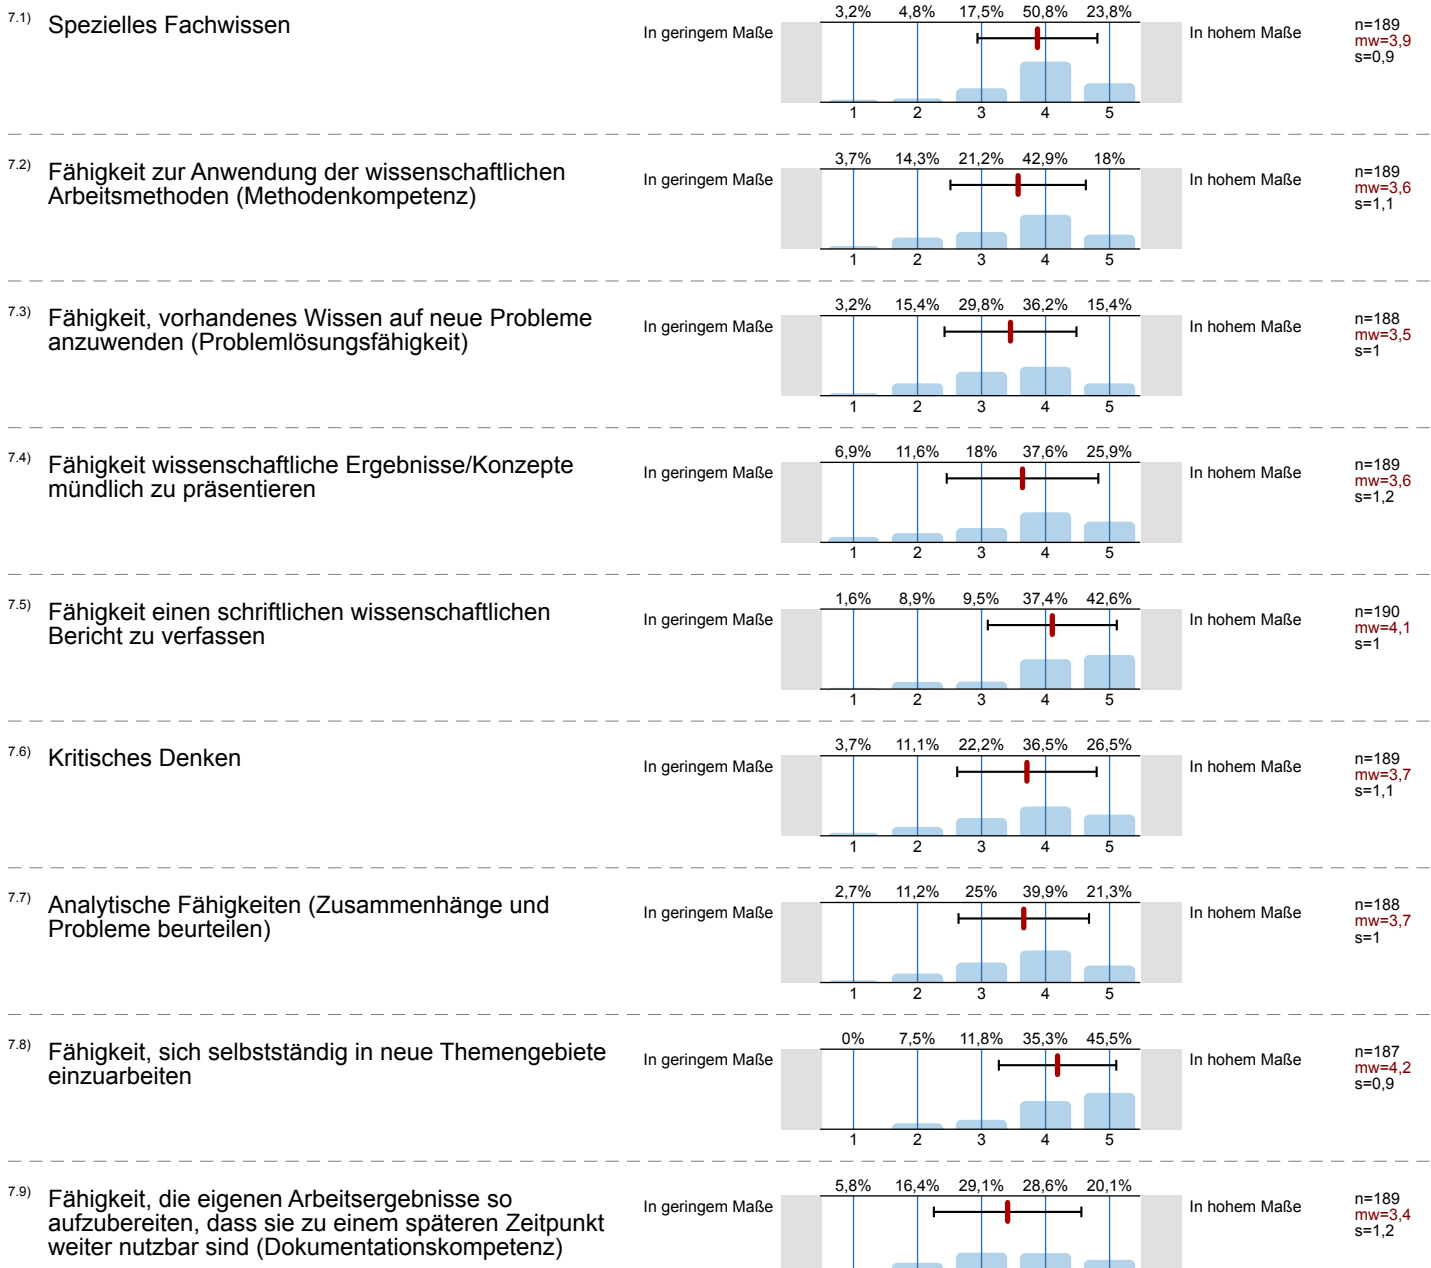 3,2% 4,8% 17,5% 50,8% 23,8%
7.1) Spezielles Fachwissen
In geringem Maße
In hohem Maße
n=189
mw=3,9
s=0,9
1 2 3 4 5
3,7% 14,3% 21,2% 42,9% 18%
7.2) Fähigkeit zur Anwendung der wissenschaftlichen
Arbeitsmethoden (Methodenkompetenz)
In geringem Maße
In hohem Maße
n=189
mw=3,6
s=1,1
1 2 3 4 5
3,2% 15,4% 29,8% 36,2% 15,4%
7.3) Fähigkeit, vorhandenes Wissen auf neue Probleme
anzuwenden (Problemlösungsfähigkeit)
In geringem Maße
In hohem Maße
n=188
mw=3,5
s=1
1 2 3 4 5
6,9% 11,6% 18% 37,6% 25,9%
7.4) Fähigkeit wissenschaftliche Ergebnisse/Konzepte
mündlich zu präsentieren
In geringem Maße
In hohem Maße
n=189
mw=3,6
s=1,2
1 2 3 4 5
1,6% 8,9% 9,5% 37,4% 42,6%
7.5) Fähigkeit einen schriftlichen wissenschaftlichen
Bericht zu verfassen
In geringem Maße
In hohem Maße
n=190
mw=4,1
s=1
1 2 3 4 5
3,7% 11,1% 22,2% 36,5% 26,5%
7.6) Kritisches Denken
In geringem Maße
In hohem Maße
n=189
mw=3,7
s=1,1
1 2 3 4 5
2,7% 11,2% 25% 39,9% 21,3%
7.7) Analytische Fähigkeiten (Zusammenhänge und
Probleme beurteilen)
In geringem Maße
In hohem Maße
n=188
mw=3,7
s=1
1 2 3 4 5
0% 7,5% 11,8% 35,3% 45,5%
7.8) Fähigkeit, sich selbstständig in neue Themengebiete
einzuarbeiten
In geringem Maße
In hohem Maße
n=187
mw=4,2
s=0,9
1 2 3 4 5
5,8% 16,4% 29,1% 28,6% 20,1%
7.9) Fähigkeit, die eigenen Arbeitsergebnisse so
aufzubereiten, dass sie zu einem späteren Zeitpunkt
weiter nutzbar sind (Dokumentationskompetenz)
In geringem Maße
In hohem Maße
n=189
mw=3,4
s=1,2